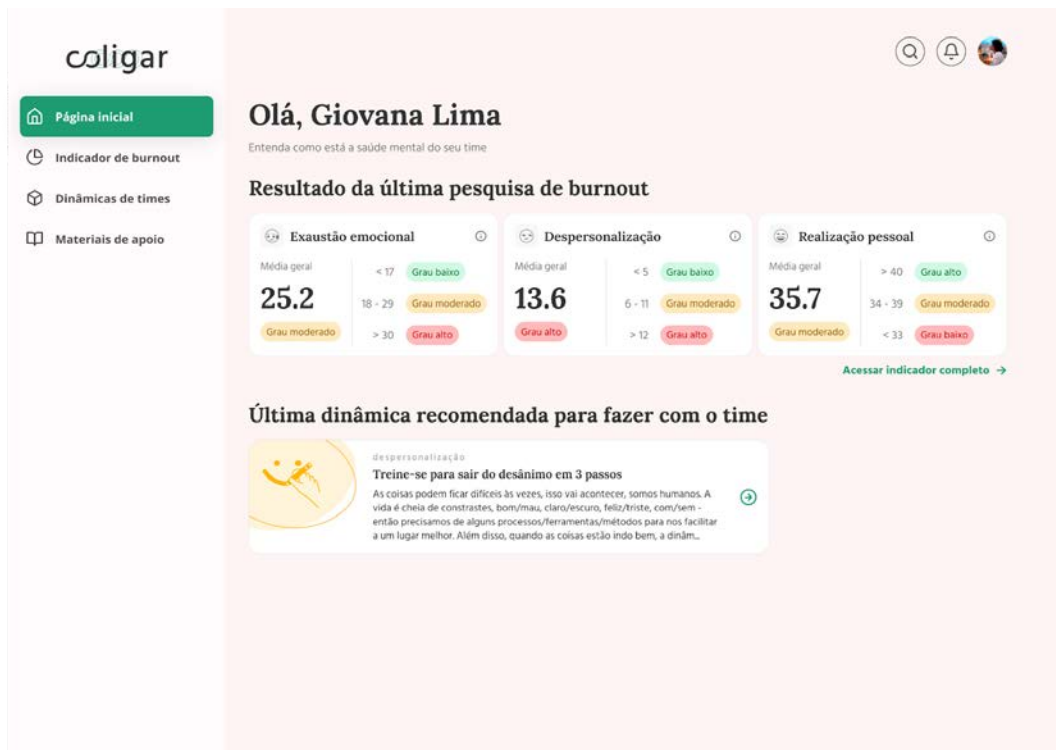 coligar
Página inicial
Indicador de burnout
Dinâmicas de times
Materiais de apoio
Olá, Giovana Lima
Entenda como está a saúde mental do seu time
Resultado da última pesquisa de burnout
Exaustão emocional
Média geral
25.2
Grau moderado
< 17 Grau baixo
18 - 29 Grau moderado
> 30 Grau alto
Despersonalização
Média geral
13.6
Grau alto
< 5 Grau baixo
6 - 11 Grau moderado
> 12 Grau alto
Realização pessoal
Média geral
35.7
Grau moderado
> 40 Grau alto
34 - 39 Grau moderado
< 33 Grau baixo
Acessar indicador completo →
Última dinâmica recomendada para fazer com o time
despersonalização
Treine-se para sair do desânimo em 3 passos
As coisas podem ficar difíceis às vezes, isso vai acontecer, somos humanos. A
vida é cheia de constrastes, bom/mau, claro/escuro, feliz/triste, com/sem -
então precisamos de alguns processos/ferramentas/métodos para nos facilitar
a um lugar melhor. Além disso, quando as coisas estão indo bem, a dinâm...